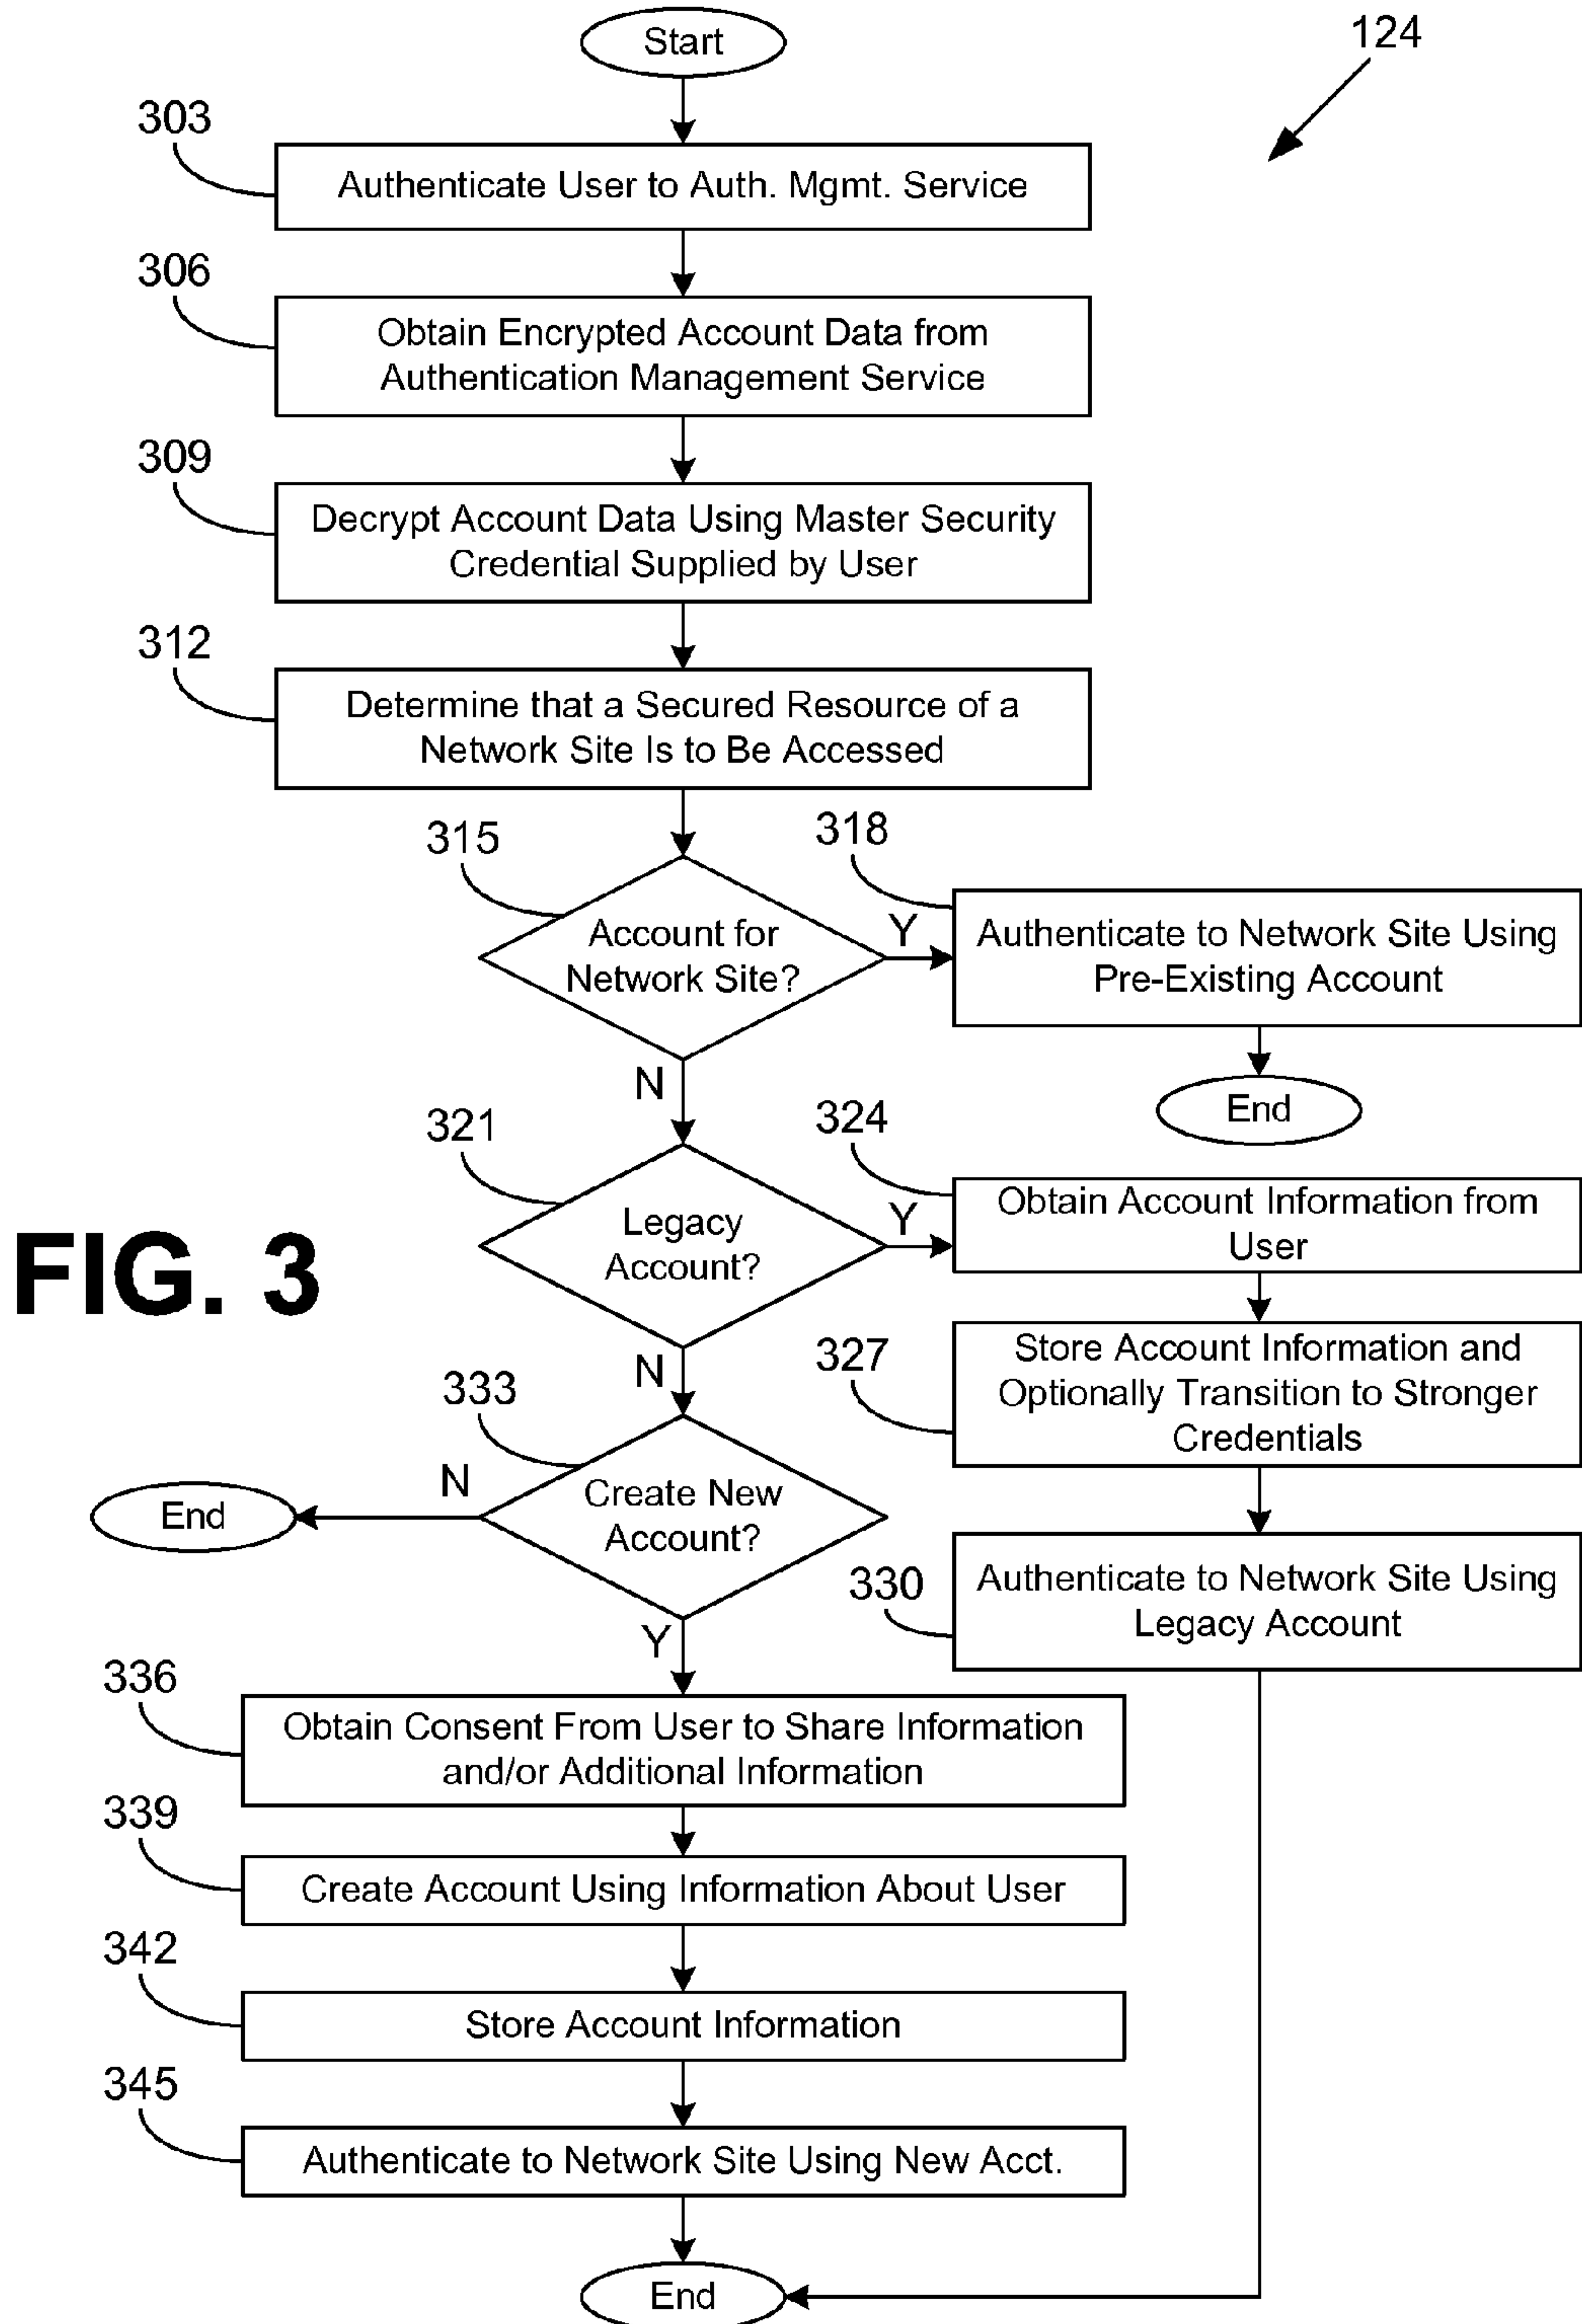 Start
124
303
Authenticate User to Auth. Mgmt. Service
306
Obtain Encrypted Account Data from
Authentication Management Service
309
Decrypt Account Data Using Master Security
Credential Supplied by User
312
Determine that a Secured Resource of a
Network Site Is to Be Accessed
315
Account for
Network Site?
Y
318
Authenticate to Network Site Using
Pre-Existing Account
End
N
321
Legacy
Account?
Y
324
Obtain Account Information from
User
327
Store Account Information and
Optionally Transition to Stronger
Credentials
330
Authenticate to Network Site Using
Legacy Account
FIG. 3
N
333
Create New
Account?
N
End
Y
336
Obtain Consent From User to Share Information
and/or Additional Information
339
Create Account Using Information About User
342
Store Account Information
345
Authenticate to Network Site Using New Acct.
End